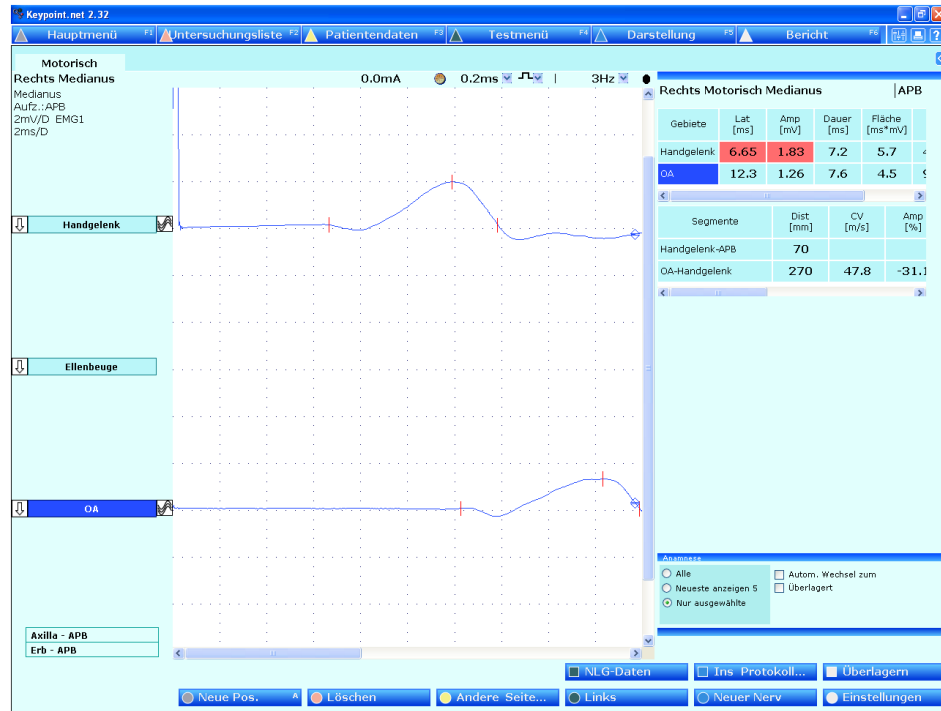 Keypoint.net 2.32
Hauptmenü F1 Untersuchungsliste F2 Patientendaten F3 Testmenü F4 Darstellung F5 Bericht F6 ?
Motorisch
Rechts Medianus 0.0mA 0.2ms 3Hz
Medianus
Aufz.:APB
2mV/D EMG1
2ms/D
Handgelenk
Ellenbeuge
OA
Axilla - APB
Erb - APB
Rechts Motorisch Medianus APB
Gebiete Lat [ms] Amp [mV] Dauer [ms] Fläche [ms*mV]
Handgelenk 6.65 1.83 7.2 5.7
OA 12.3 1.26 7.6 4.5
Segmente Dist [mm] CV [m/s] Amp [%]
Handgelenk-APB 70
OA-Handgelenk 270 47.8 -31.1
Anamnese
Alle
Neueste anzeigen 5
Nur ausgewählte
Autom. Wechsel zum
Überlagert
NLG-Daten Ins Protokoll... Überlagern
Neue Pos. A Löschen Andere Seite... Links Neuer Nerv Einstellungen